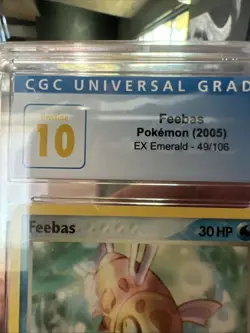 CGC UNIVERSAL GRAD
10
Feebas
Pokémon (2005)
EX Emerald - 49/106
Feebas
30 HP